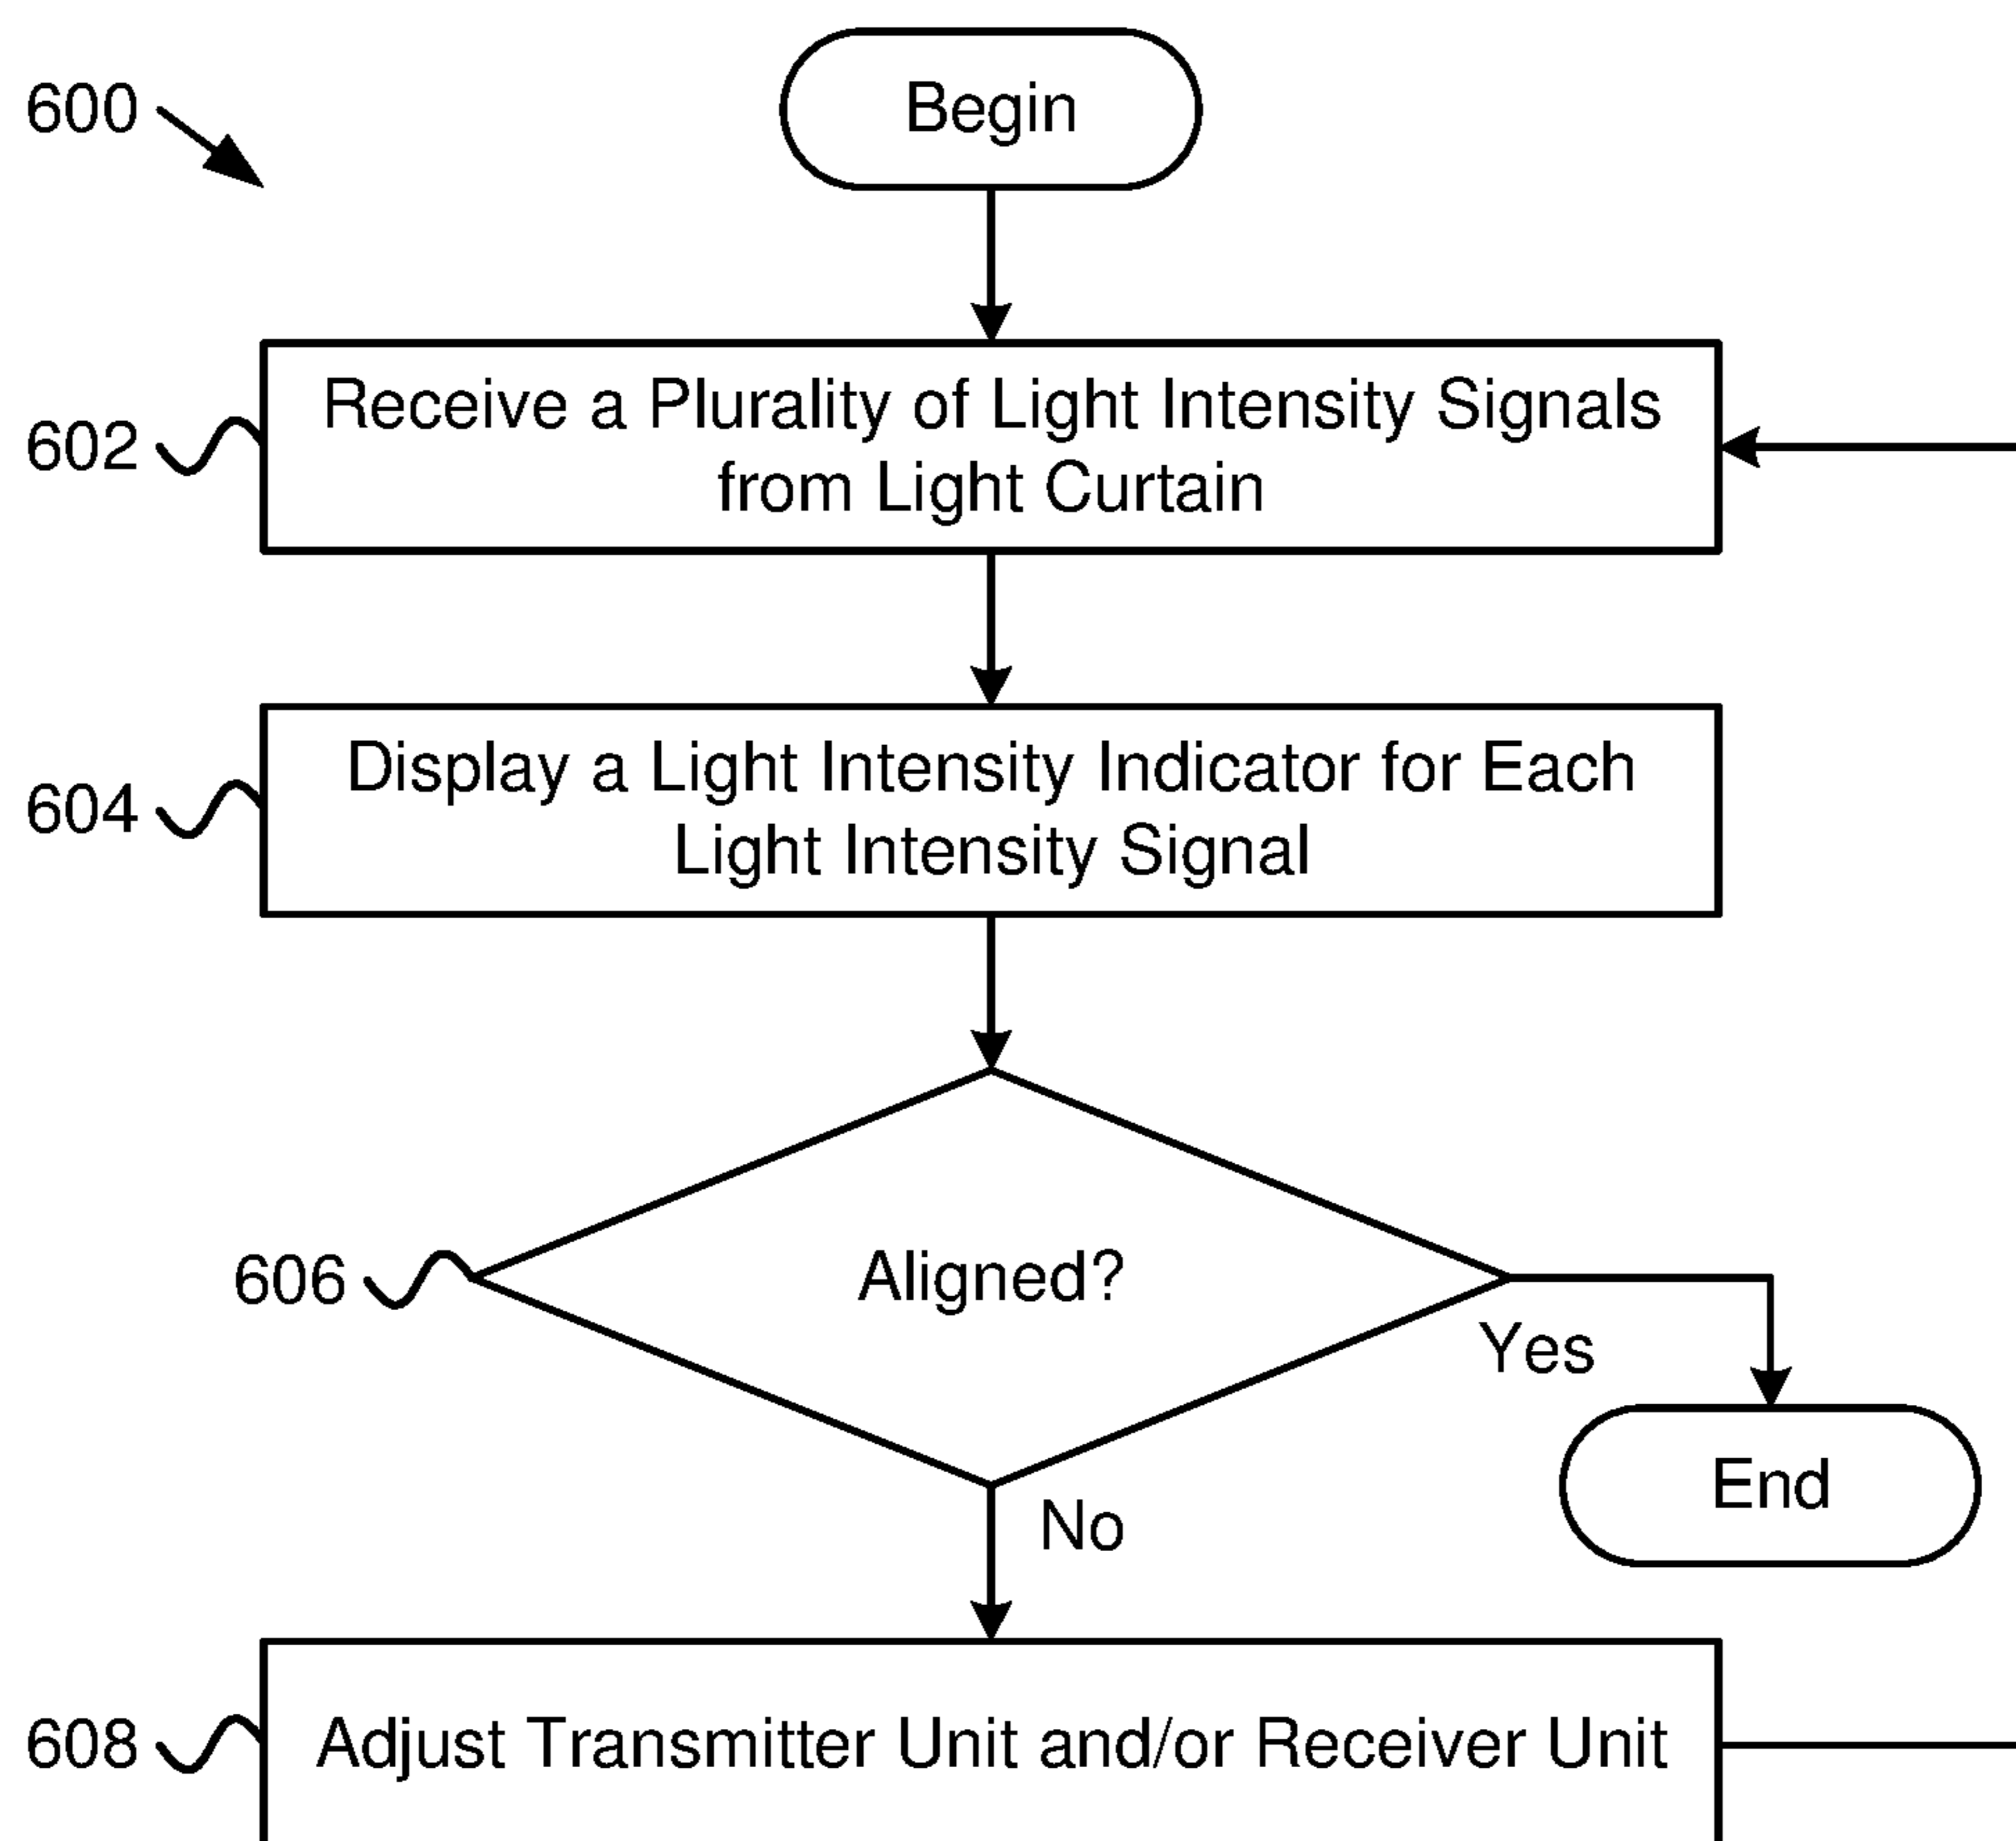 600
Begin
602
Receive a Plurality of Light Intensity Signals
from Light Curtain
604
Display a Light Intensity Indicator for Each
Light Intensity Signal
606
Aligned?
Yes
End
No
608
Adjust Transmitter Unit and/or Receiver Unit